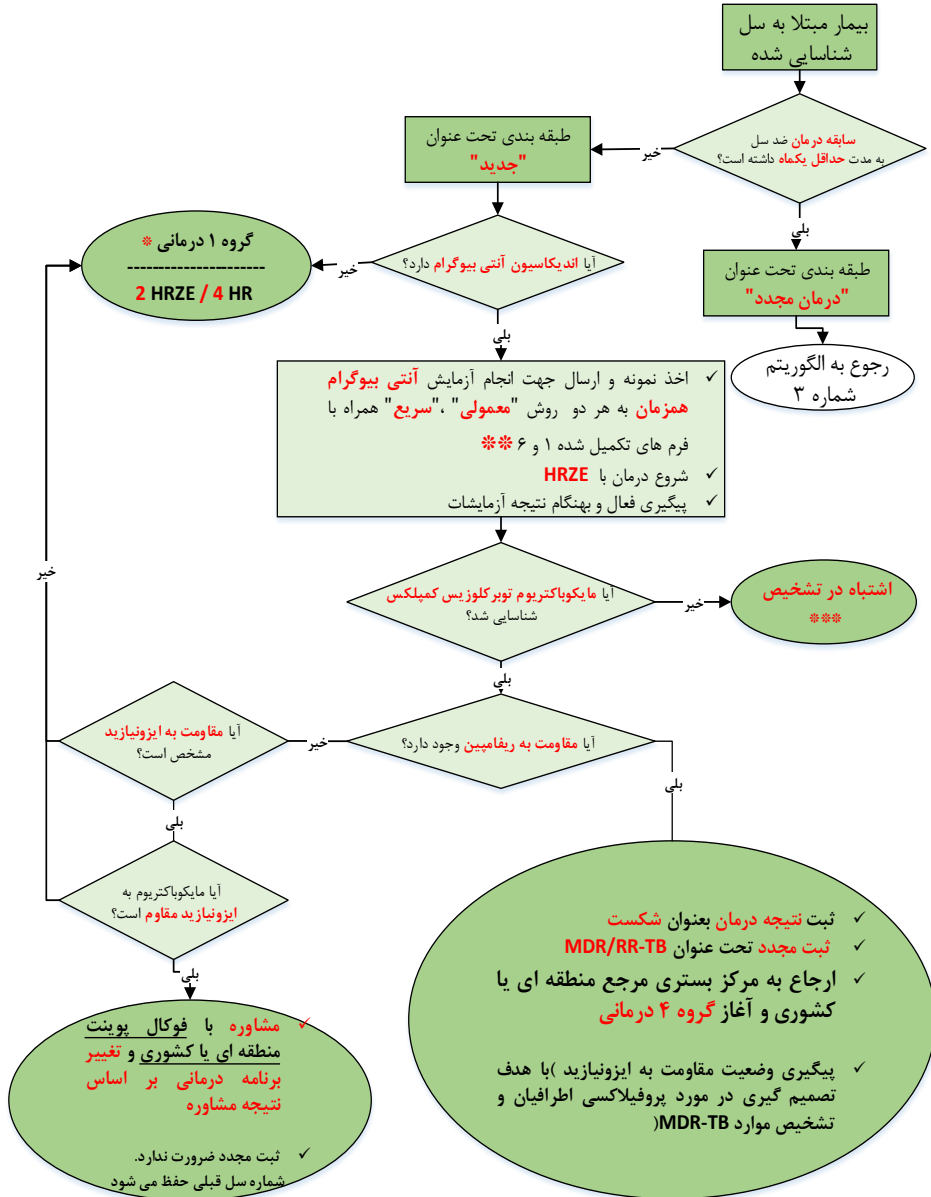 بیمار مبتلا به سل
شناسایی شده
سابقه درمان ضد سل
به مدت حداقل یکماه داشته است؟
خیر
طبقه بندی تحت عنوان
"جدید"
بلی
طبقه بندی تحت عنوان
"درمان مجدد"
رجوع به الگوریتم
شماره ۳
آیا اندیکاسیون آنتی بیوگرام دارد؟
خیر
گروه ۱ درمانی *
----------------------
2 HRZE / 4 HR
بلی
✓ اخذ نمونه و ارسال جهت انجام آزمایش آنتی بیوگرام
همزمان به هر دو روش "معمولی" ،"سریع" همراه با
فرم های تکمیل شده ۱ و ۶ **
✓ شروع درمان با HRZE
✓ پیگیری فعال و بهنگام نتیجه آزمایشات
آیا مایکوباکتریوم توبرکلوزیس کمپلکس
شناسایی شد؟
خیر
اشتباه در تشخیص
***
بلی
آیا مقاومت به ریفامپین وجود دارد؟
خیر
آیا مقاومت به ایزونیازید
مشخص است؟
خیر
بلی
بلی
آیا مایکوباکتریوم به
ایزونیازید مقاوم است؟
بلی
✓ مشاوره با فوکال پوینت
منطقه ای یا کشوری و تغییر
برنامه درمانی بر اساس
نتیجه مشاوره
✓ ثبت مجدد ضرورت ندارد.
شماره سل قبلی حفظ می شود
✓ ثبت نتیجه درمان بعنوان شکست
✓ ثبت مجدد تحت عنوان MDR/RR-TB
✓ ارجاع به مرکز بستری مرجع منطقه ای یا
کشوری و آغاز گروه ۴ درمانی
✓ پیگیری وضعیت مقاومت به ایزونیازید )با هدف
تصمیم گیری در مورد پروفیلاکسی اطرافیان و
تشخیص موارد MDR-TB(